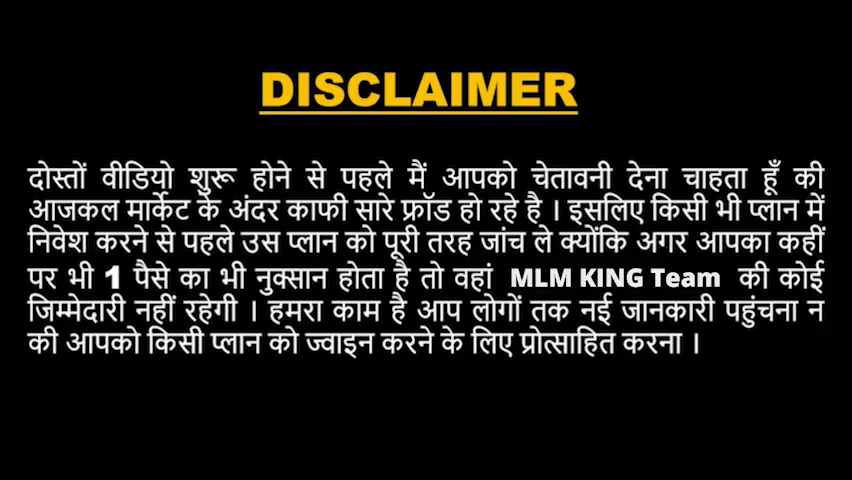 DISCLAIMER
दोस्तों वीडियो शुरू होने से पहले मैं आपको चेतावनी देना चाहता हूँ की
आजकल मार्केट के अंदर काफी सारे फ्रॉड हो रहे है । इसलिए किसी भी प्लान में
निवेश करने से पहले उस प्लान को पूरी तरह जांच ले क्योंकि अगर आपका कहीं
पर भी 1 पैसे का भी नुक्सान होता है तो वहां MLM KING Team की कोई
जिम्मेदारी नहीं रहेगी । हमरा काम है आप लोगों तक नई जानकारी पहुंचना न
की आपको किसी प्लान को ज्वाइन करने के लिए प्रोत्साहित करना ।